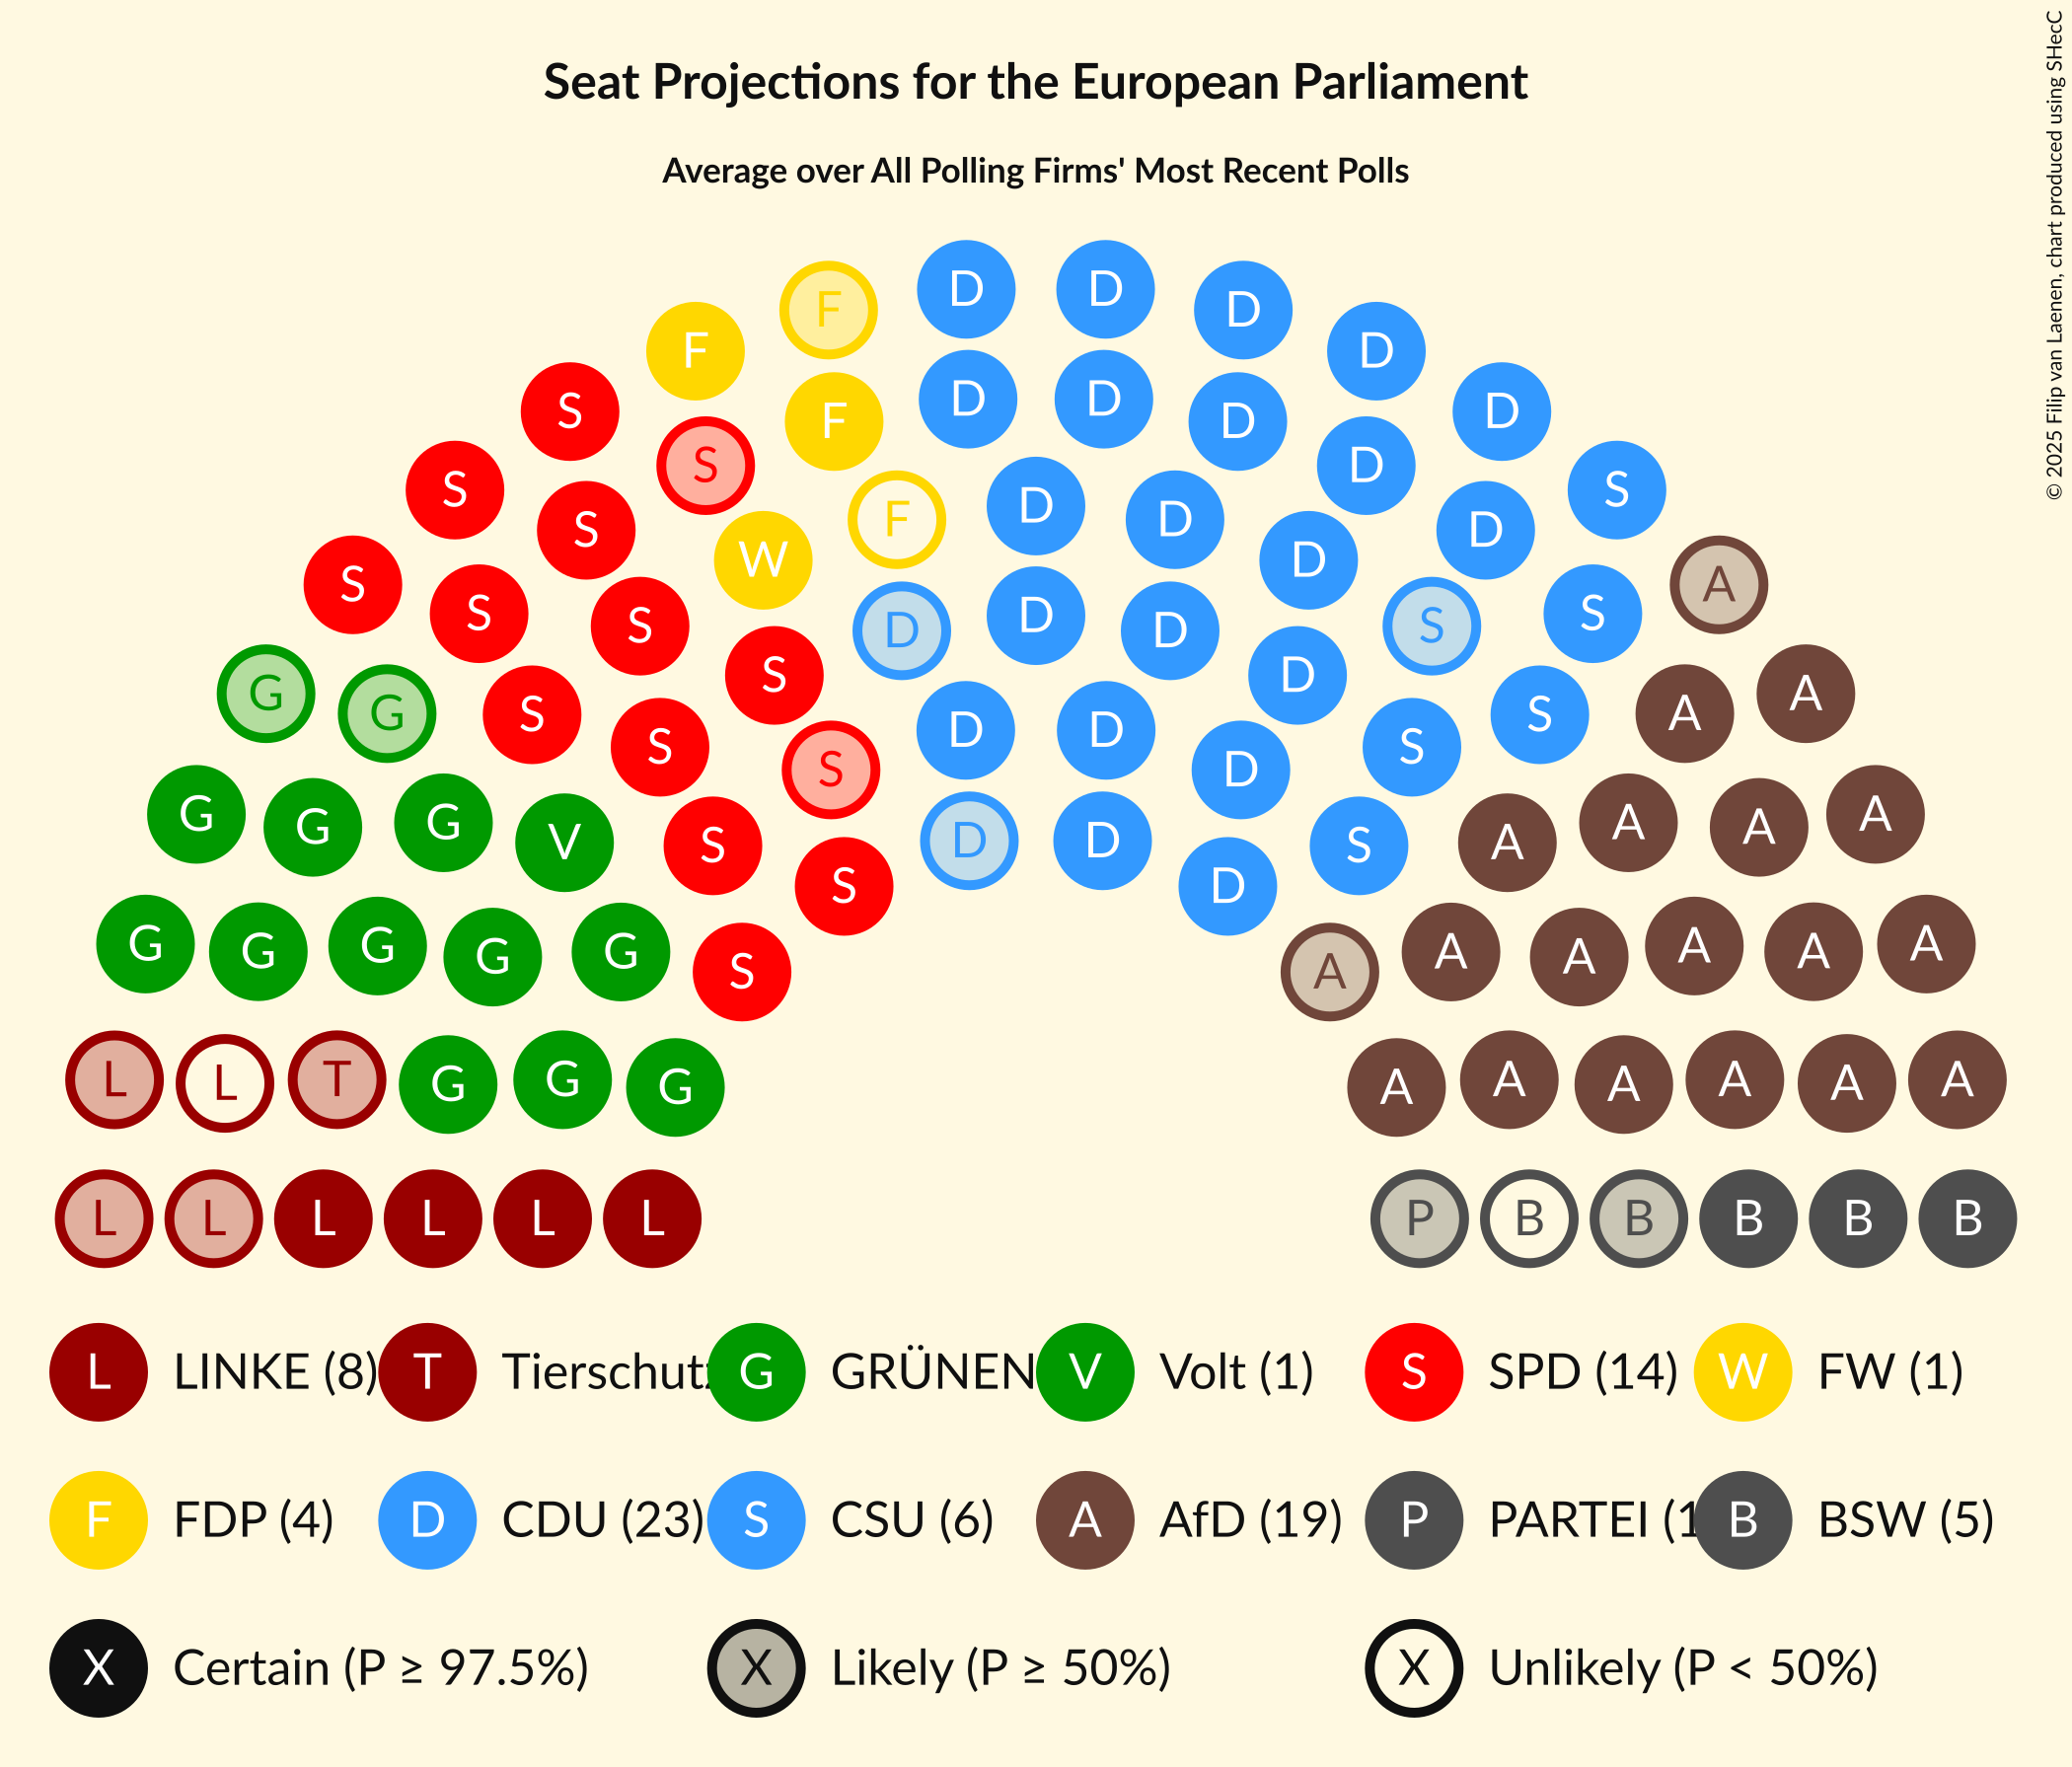 © 2025 Filip van Laenen, chart produced using SHecC
Seat Projections for the European Parliament
Average over All Polling Firms' Most Recent Polls
D D
F D
F D
D D
S D
F D
S D
S S
D
F D
S D
W D
S A
S S
D
S S
D D
S D
G A
G S S A
D D
S S
S D
G A
G A
G A
V D D A
S S
S D
G A
G A
G G A A
G A
S A
L T G A A A
L G A A
G A
L L L L L L P B B B B B
L LINKE (8) T Tierschutz G GRÜNEN V Volt (1) S SPD (14) W FW (1)
F FDP (4) D CDU (23) S CSU (6) A AfD (19) P PARTEI (1 B BSW (5)
X Certain (P ≥ 97.5%) X Likely (P ≥ 50%) X Unlikely (P < 50%)